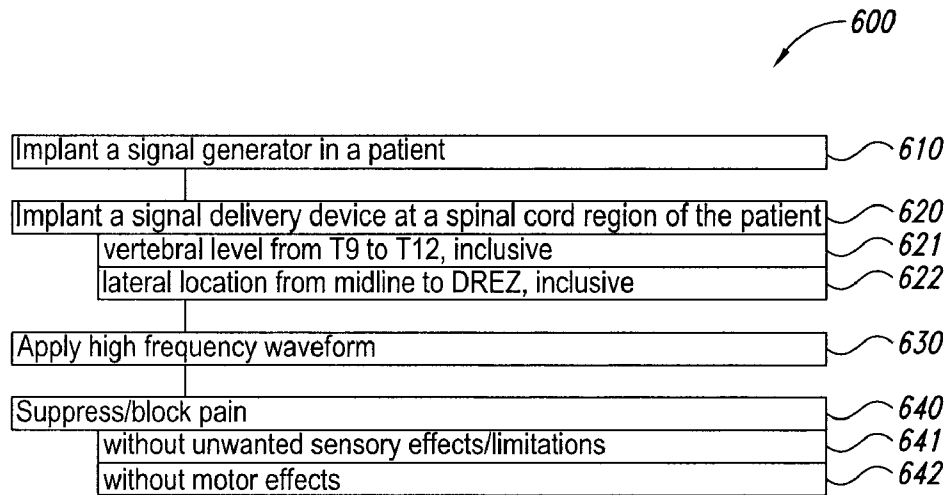 600
Implant a signal generator in a patient 610
Implant a signal delivery device at a spinal cord region of the patient 620
vertebral level from T9 to T12, inclusive 621
lateral location from midline to DREZ, inclusive 622
Apply high frequency waveform 630
Suppress/block pain 640
without unwanted sensory effects/limitations 641
without motor effects 642